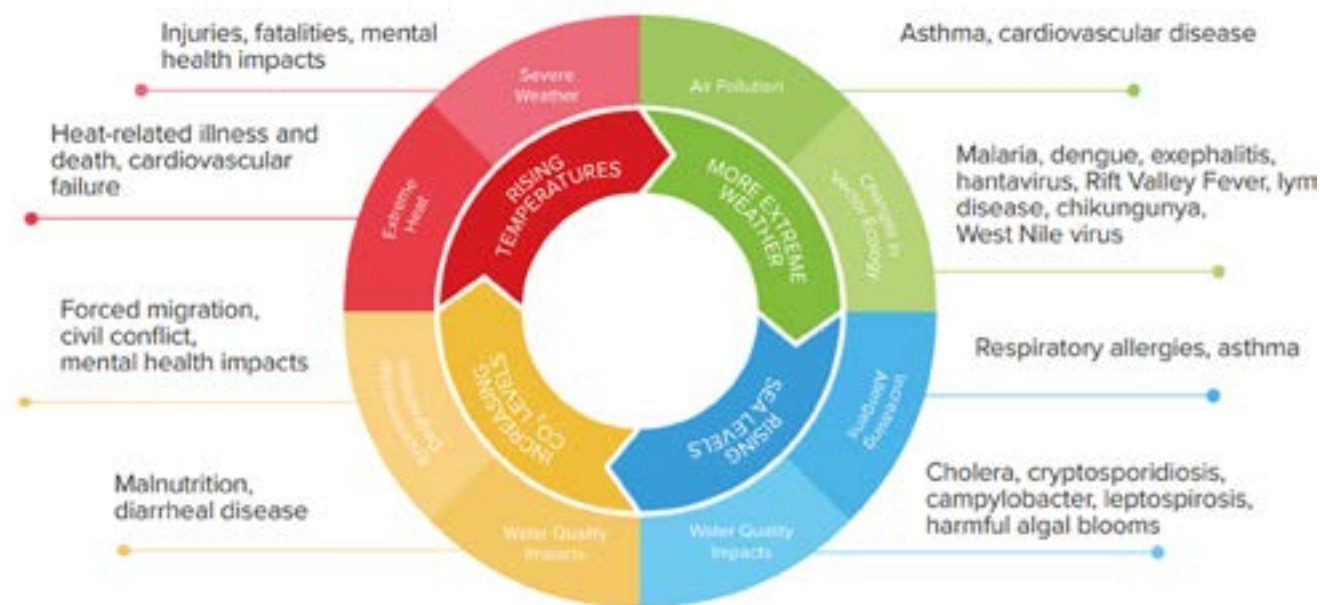 Injuries, fatalities, mental
health impacts
Heat-related illness and
death, cardiovascular
failure
Forced migration,
civil conflict,
mental health impacts
Malnutrition,
diarrheal disease
Severe
Weather
Extreme
Heat
Environmental
Degradation
Water Quality
Impacts
RISING
TEMPERATURES
MORE EXTREME
WEATHER
RISING
SEA LEVELS
INCREASING
CO₂ LEVELS
Air Pollution
Changes in
Vector Ecology
Increasing
Allergens
Water Quality
Impacts
Asthma, cardiovascular disease
Malaria, dengue, exephalitis,
hantavirus, Rift Valley Fever, lym
disease, chikungunya,
West Nile virus
Respiratory allergies, asthma
Cholera, cryptosporidiosis,
campylobacter, leptospirosis,
harmful algal blooms